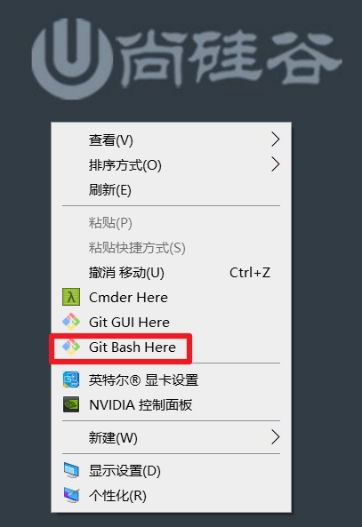 尚硅谷
查看(V)
排序方式(O)
刷新(E)
粘贴(P)
粘贴快捷方式(S)
撤消 移动(U) Ctrl+Z
λ Cmder Here
Git GUI Here
Git Bash Here
英特尔® 显卡设置
NVIDIA 控制面板
新建(W)
显示设置(D)
个性化(R)